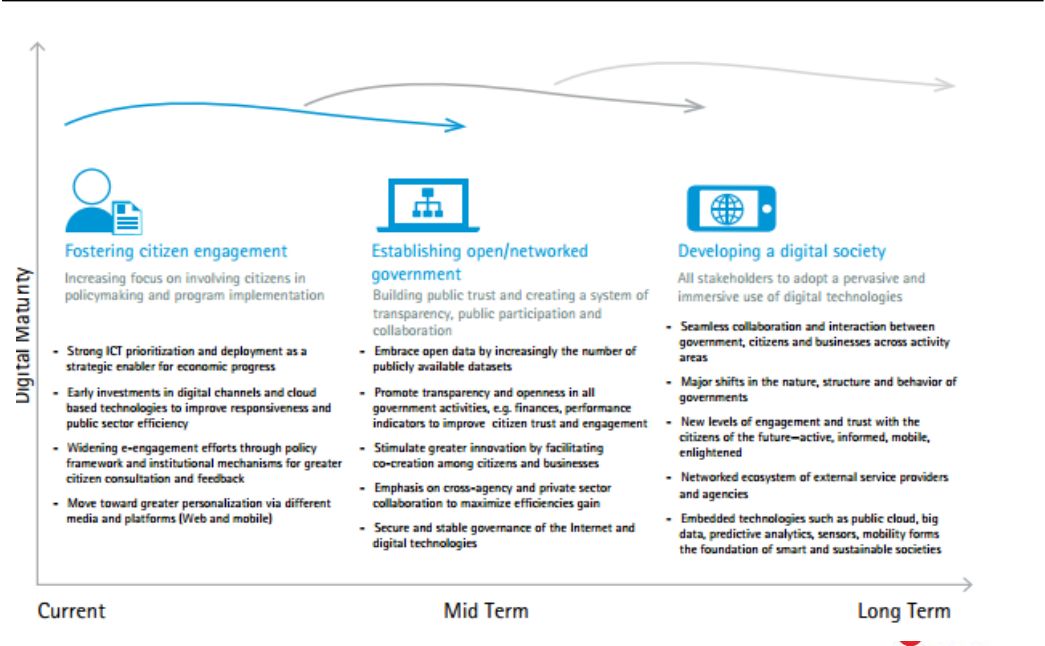 Digital Maturity
Fostering citizen engagement
Increasing focus on involving citizens in
policymaking and program implementation
- Strong ICT prioritization and deployment as a
strategic enabler for economic progress
- Early investments in digital channels and cloud
based technologies to improve responsiveness and
public sector efficiency
- Widening e-engagement efforts through policy
framework and institutional mechanisms for greater
citizen consultation and feedback
- Move toward greater personalization via different
media and platforms (Web and mobile)
Establishing open/networked
government
Building public trust and creating a system of
transparency, public participation and
collaboration
- Embrace open data by increasingly the number of
publicly available datasets
- Promote transparency and openness in all
government activities, e.g. finances, performance
indicators to improve citizen trust and engagement
- Stimulate greater innovation by facilitating
co-creation among citizens and businesses
- Emphasis on cross-agency and private sector
collaboration to maximize efficiencies gain
- Secure and stable governance of the Internet and
digital technologies
Developing a digital society
All stakeholders to adopt a pervasive and
immersive use of digital technologies
- Seamless collaboration and interaction between
government, citizens and businesses across activity
areas
- Major shifts in the nature, structure and behavior of
governments
- New levels of engagement and trust with the
citizens of the future—active, informed, mobile,
enlightened
- Networked ecosystem of external service providers
and agencies
- Embedded technologies such as public cloud, big
data, predictive analytics, sensors, mobility forms
the foundation of smart and sustainable societies
Current
Mid Term
Long Term